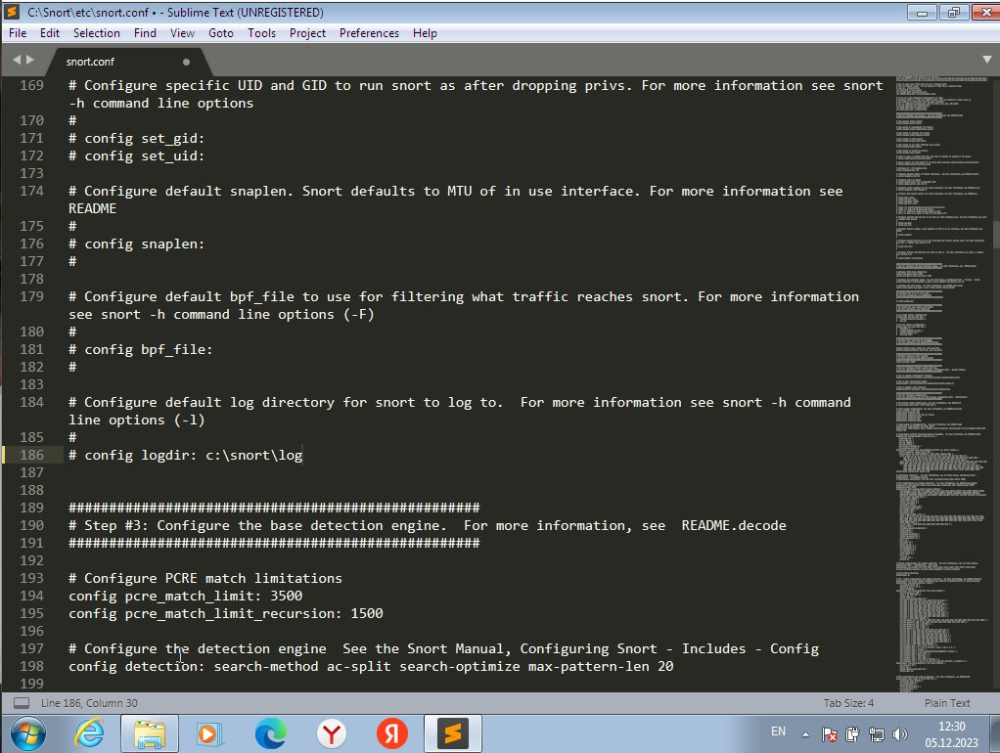 C:\Snort\etc\snort.conf • - Sublime Text (UNREGISTERED)
File Edit Selection Find View Goto Tools Project Preferences Help
snort.conf
169 # Configure specific UID and GID to run snort as after dropping privs. For more information see snort
-h command line options
170 #
171 # config set_gid:
172 # config set_uid:
173
174 # Configure default snaplen. Snort defaults to MTU of in use interface. For more information see
README
175 #
176 # config snaplen:
177 #
178
179 # Configure default bpf_file to use for filtering what traffic reaches snort. For more information
see snort -h command line options (-F)
180 #
181 # config bpf_file:
182 #
183
184 # Configure default log directory for snort to log to.  For more information see snort -h command
line options (-l)
185 #
186 # config logdir: c:\snort\log
187
188
189 ###################################################
190 # Step #3: Configure the base detection engine.  For more information, see  README.decode
191 ###################################################
192
193 # Configure PCRE match limitations
194 config pcre_match_limit: 3500
195 config pcre_match_limit_recursion: 1500
196
197 # Configure the detection engine  See the Snort Manual, Configuring Snort - Includes - Config
198 config detection: search-method ac-split search-optimize max-pattern-len 20
199
Line 186, Column 30 Tab Size: 4 Plain Text
EN 12:30
05.12.2023